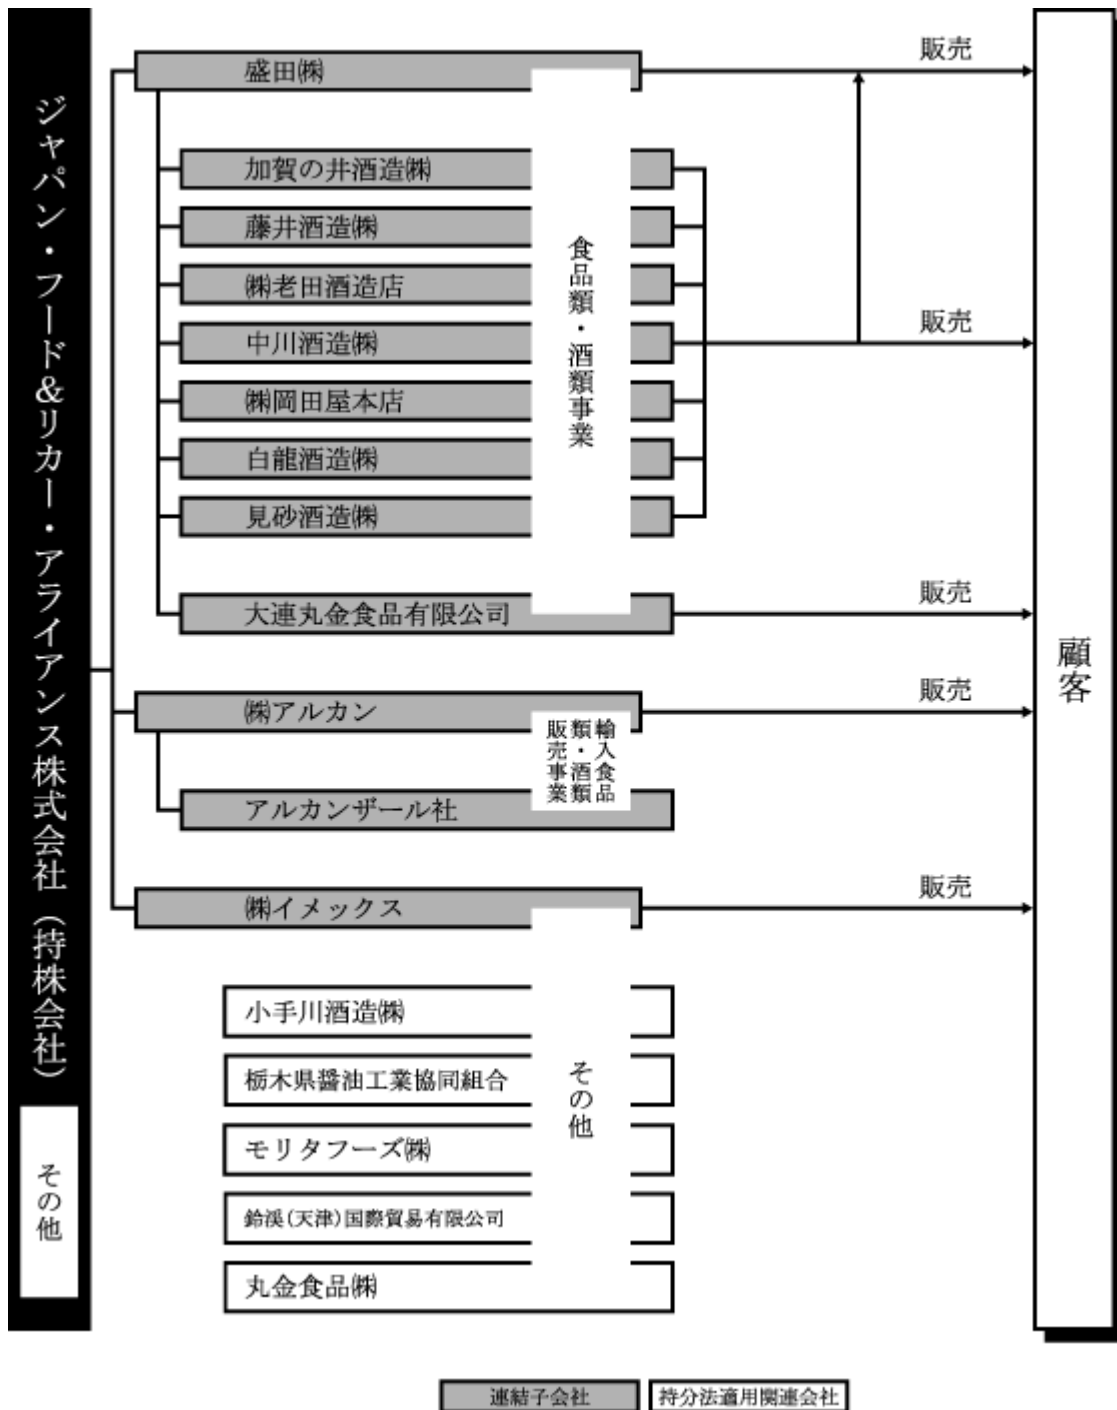 ジャパン・フード＆リカー・アライアンス株式会社（持株会社）
その他
盛田㈱
加賀の井酒造㈱
藤井酒造㈱
㈱老田酒造店
中川酒造㈱
㈱岡田屋本店
白龍酒造㈱
見砂酒造㈱
大連丸金食品有限公司
食品類・酒類事業
㈱アルカン
アルカンザール社
輸入食品
類・酒類
販売事業
㈱イメックス
小手川酒造㈱
栃木県醤油工業協同組合
モリタフーズ㈱
鈴渓（天津）国際貿易有限公司
丸金食品㈱
その他
販売
販売
販売
販売
販売
顧客
連結子会社
持分法適用関連会社